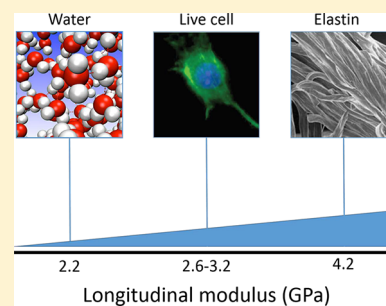 Water
Live cell
Elastin
2.2
2.6-3.2
4.2
Longitudinal modulus (GPa)